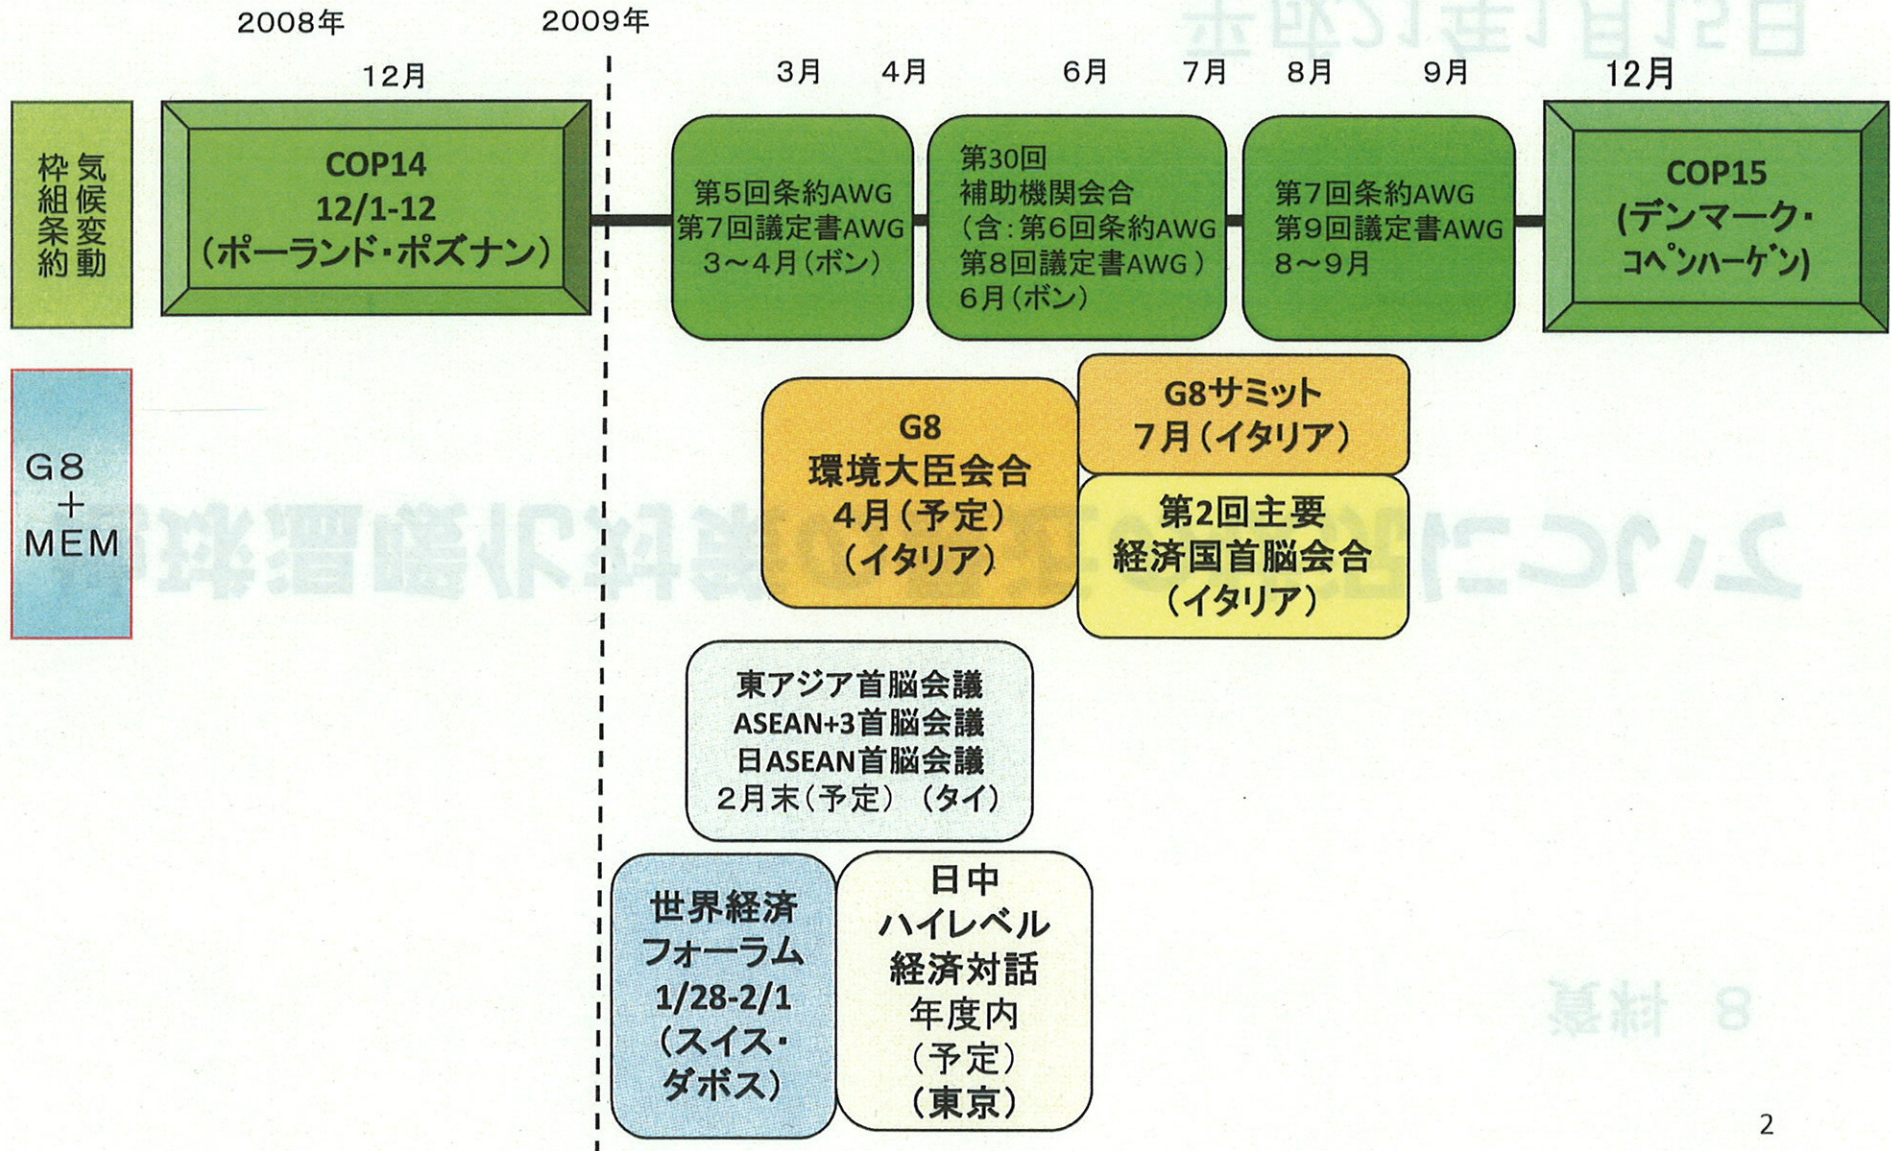 2008年
2009年
12月
3月
4月
6月
7月
8月
9月
12月
気候変動
枠組条約
COP14
12/1-12
(ポーランド・ポズナン)
第5回条約AWG
第7回議定書AWG
3~4月(ボン)
第30回
補助機関会合
(含:第6回条約AWG
第8回議定書AWG)
6月(ボン)
第7回条約AWG
第9回議定書AWG
8~9月
COP15
(デンマーク・
コペンハーゲン)
G8
+
MEM
G8
環境大臣会合
4月(予定)
(イタリア)
G8サミット
7月(イタリア)
第2回主要
経済国首脳会合
(イタリア)
東アジア首脳会議
ASEAN+3首脳会議
日ASEAN首脳会議
2月末(予定) (タイ)
世界経済
フォーラム
1/28-2/1
(スイス・
ダボス)
日中
ハイレベル
経済対話
年度内
(予定)
(東京)
平成21年1月15日
資料 8
2